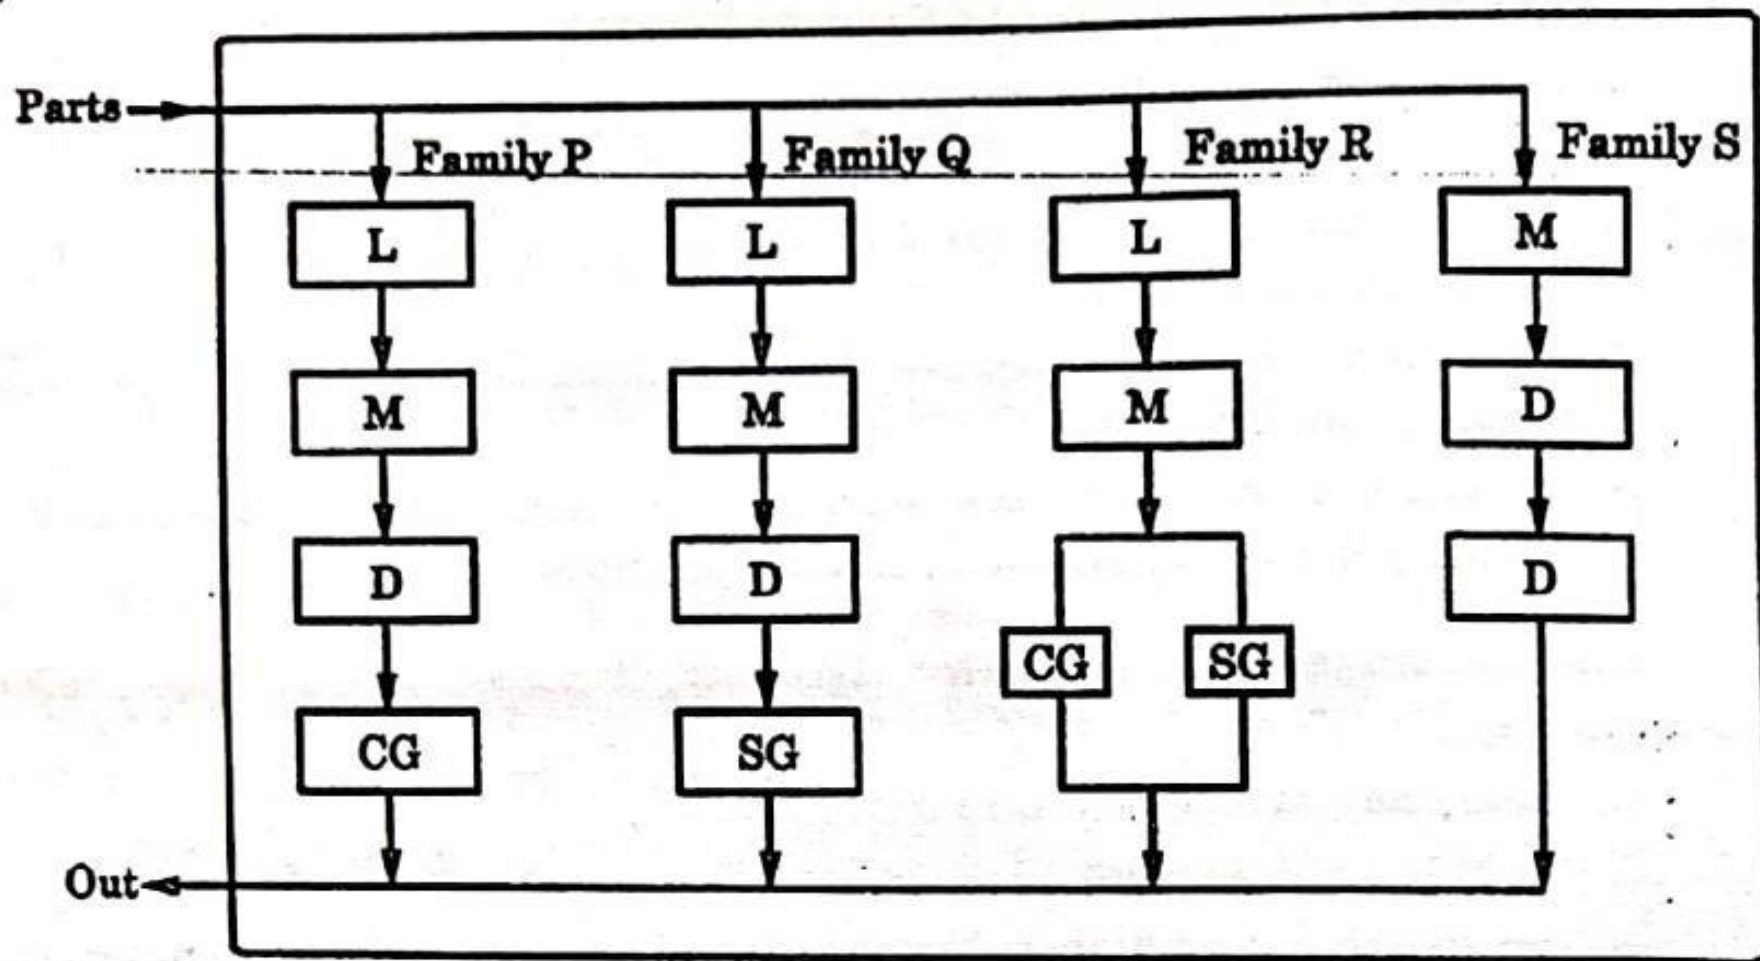 Parts
Family P Family Q Family R Family S
L L L M
M M M D
D D D
CG SG
CG SG
Out